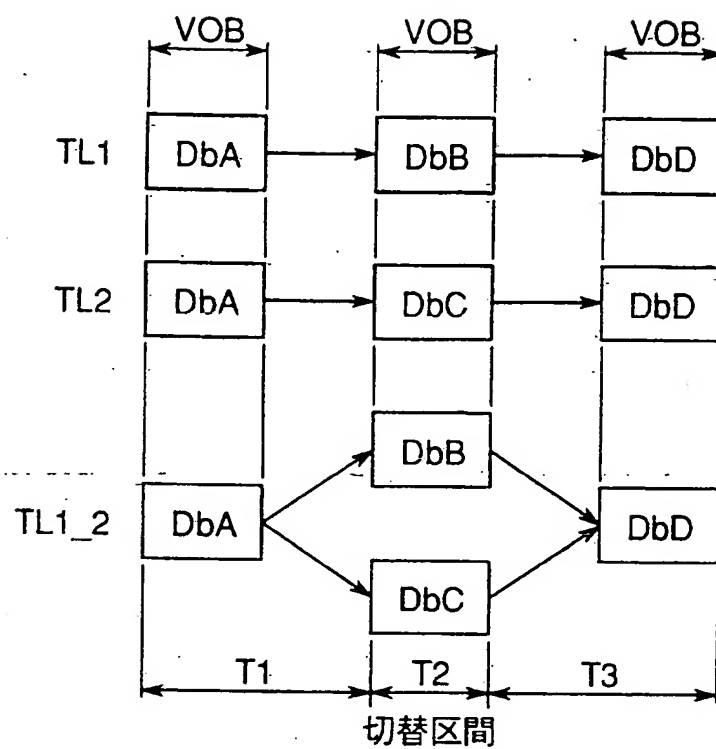 VOB VOB VOB
TL1 DbA DbB DbD
TL2 DbA DbC DbD
DbB
TL1_2 DbA DbD
DbC
T1 T2 T3
切替区間